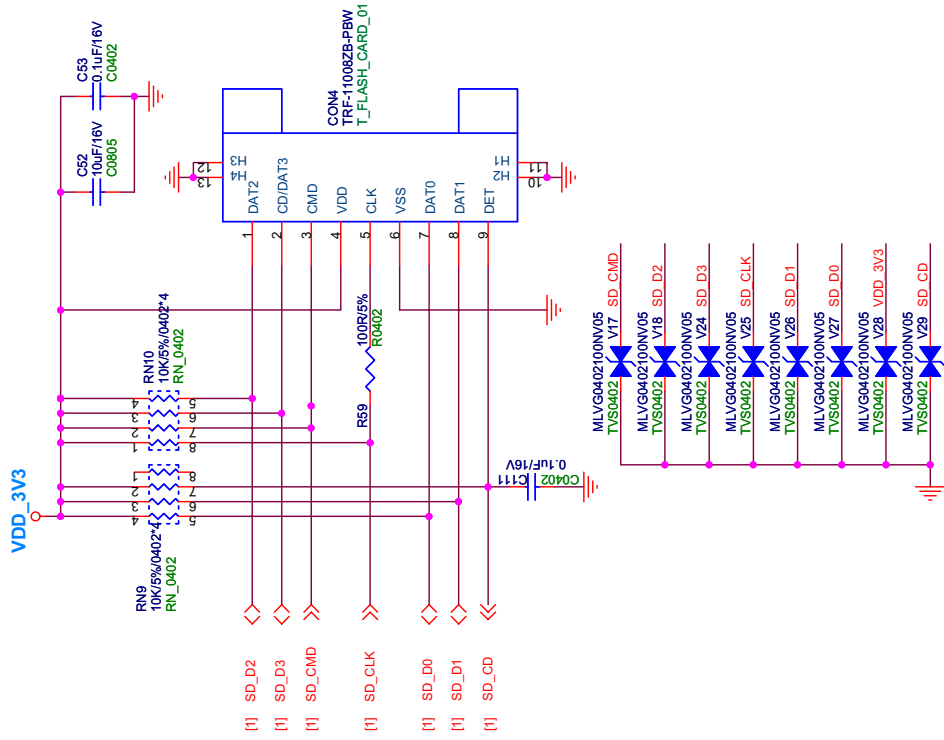 C53
0.1uF/16V
C0402
C52
10uF/16V
C0805
CON4
TRF-11008ZB-PBW
T_FLASH_CARD_01
H3
12
H4
13
H1
11
H2
10
DAT2
CD/DAT3
CMD
VDD
CLK
VSS
DAT0
DAT1
DET
1
2
3
4
5
6
7
8
9
RN10
10K/5%/0402*4
RN_0402
4
3
2
1
5
6
7
8
100R/5%
R0402
R59
VDD_3V3
1
2
3
4
8
7
6
5
RN9
10K/5%/0402*4
RN_0402
0.1uF/16V
C0402
C111
[1] SD_D2
[1] SD_D3
[1] SD_CMD
[1] SD_CLK
[1] SD_D0
[1] SD_D1
[1] SD_CD
SD_CMD
V17
MLVG0402100NV05
TVS0402
SD_D2
V18
MLVG0402100NV05
TVS0402
SD_D3
V24
MLVG0402100NV05
TVS0402
SD_CLK
V25
MLVG0402100NV05
TVS0402
SD_D1
V26
MLVG0402100NV05
TVS0402
SD_D0
V27
MLVG0402100NV05
TVS0402
VDD_3V3
V28
MLVG0402100NV05
TVS0402
SD_CD
V29
MLVG0402100NV05
TVS0402